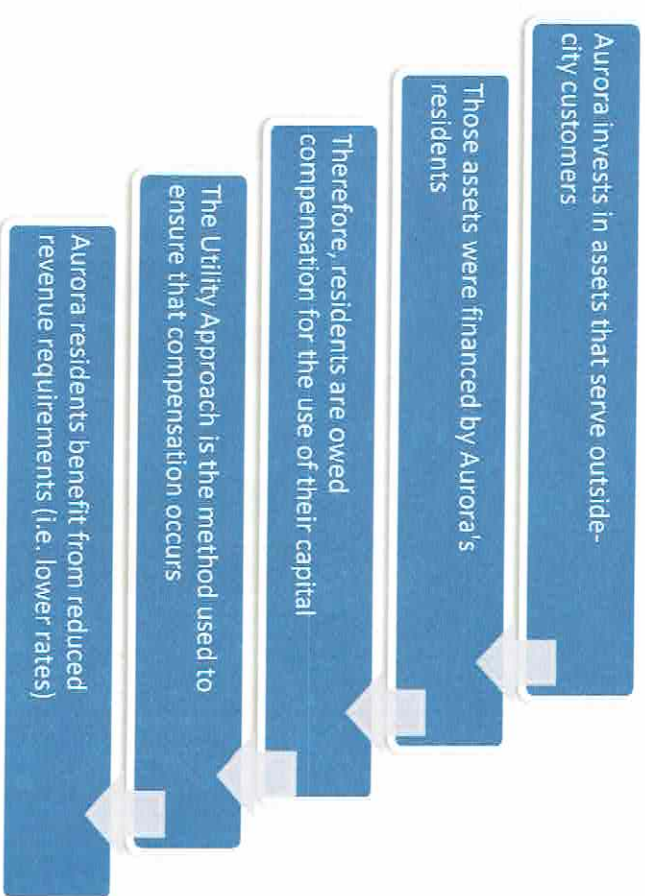 Aurora invests in assets that serve outside-
city customers
Those assets were financed by Aurora's
residents
Therefore, residents are owed
compensation for the use of their capital
The Utility Approach is the method used to
ensure that compensation occurs
Aurora residents benefit from reduced
revenue requirements (i.e. lower rates)